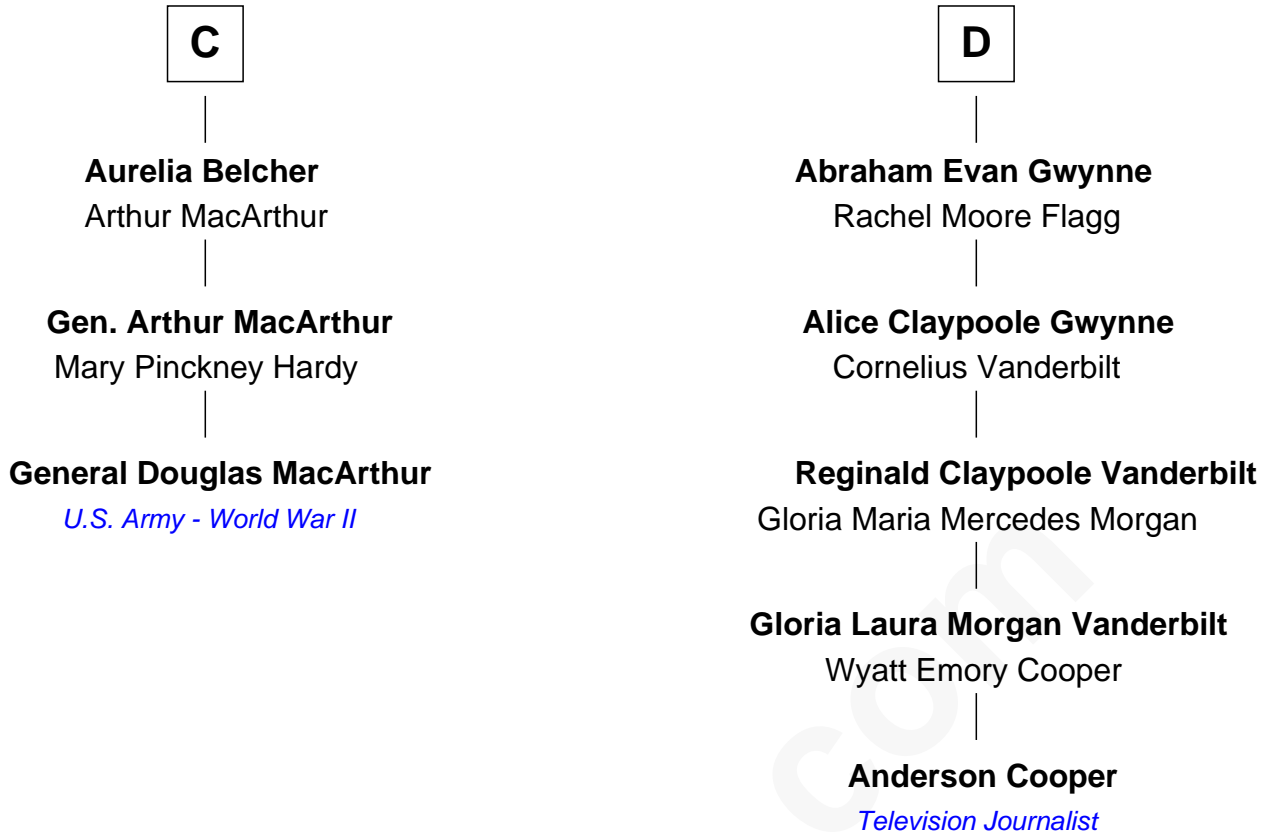 C
Aurelia Belcher
Arthur MacArthur
Gen. Arthur MacArthur
Mary Pinckney Hardy
General Douglas MacArthur
U.S. Army - World War II
D
Abraham Evan Gwynne
Rachel Moore Flagg
Alice Claypoole Gwynne
Cornelius Vanderbilt
Reginald Claypoole Vanderbilt
Gloria Maria Mercedes Morgan
Gloria Laura Morgan Vanderbilt
Wyatt Emory Cooper
Anderson Cooper
Television Journalist
com